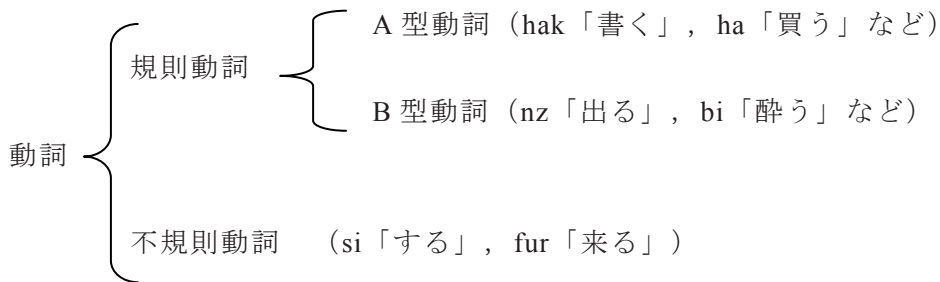 A 型動詞（hak「書く」，ha「買う」など）
規則動詞
B 型動詞（nz「出る」，bi「酔う」など）
動詞
不規則動詞　（si「する」，fur「来る」）